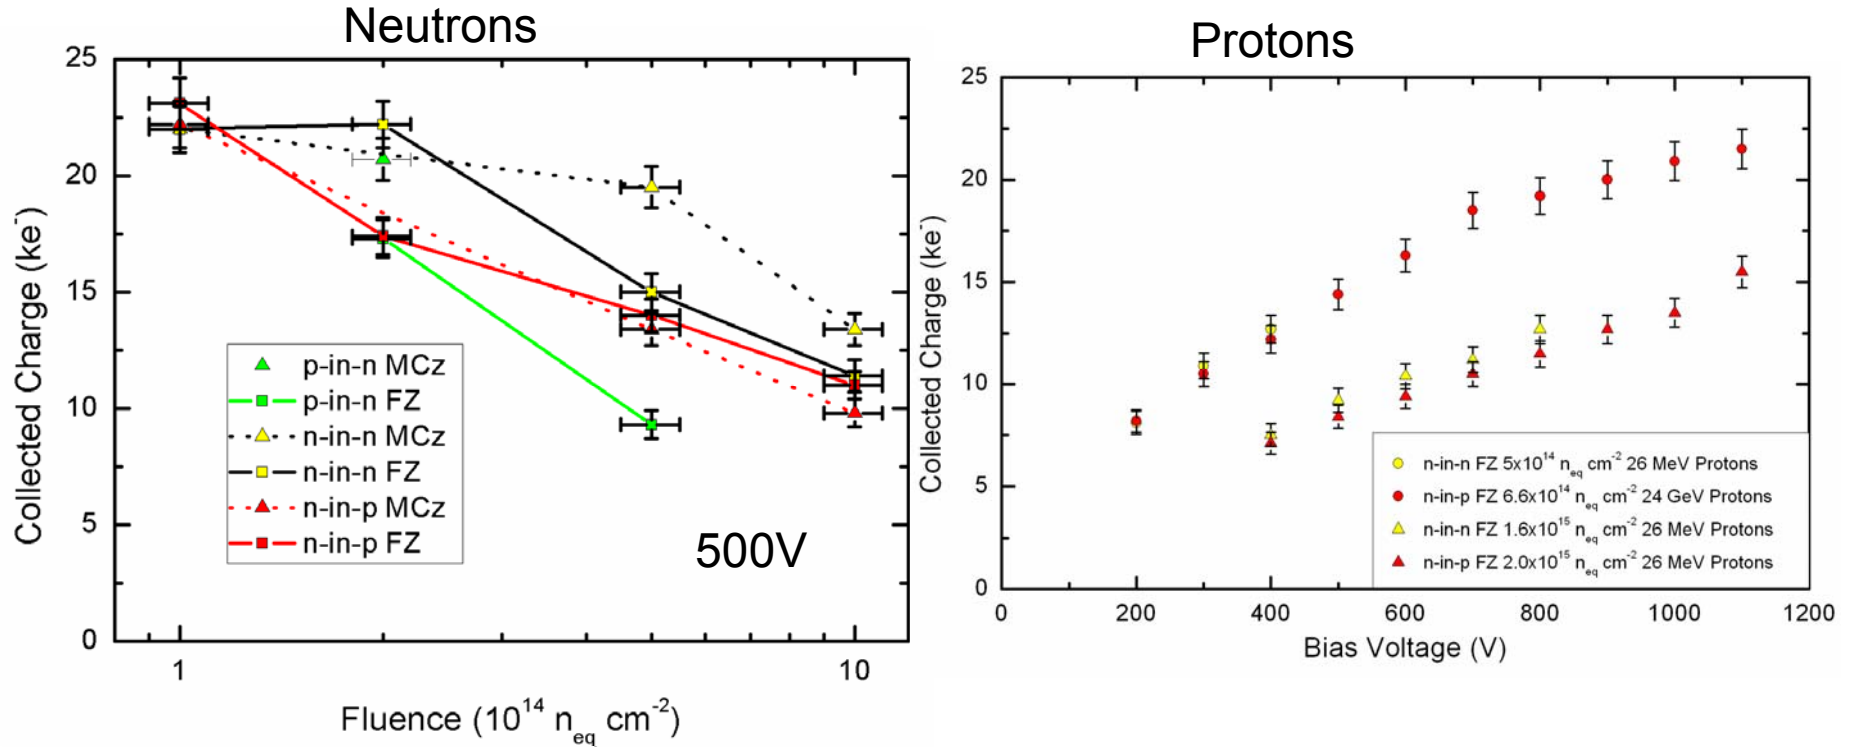 Neutrons
25
20
15
10
5
0
Collected Charge (ke⁻)
p-in-n MCz
p-in-n FZ
n-in-n MCz
n-in-n FZ
n-in-p MCz
n-in-p FZ
500V
1
10
Fluence (10¹⁴ n_eq cm⁻²)
Protons
25
20
15
10
5
0
Collected Charge (ke⁻)
n-in-n FZ 5x10¹⁴ n_eq cm⁻² 26 MeV Protons
n-in-p FZ 6.6x10¹⁴ n_eq cm⁻² 24 GeV Protons
n-in-n FZ 1.6x10¹⁵ n_eq cm⁻² 26 MeV Protons
n-in-p FZ 2.0x10¹⁵ n_eq cm⁻² 26 MeV Protons
0 200 400 600 800 1000 1200
Bias Voltage (V)